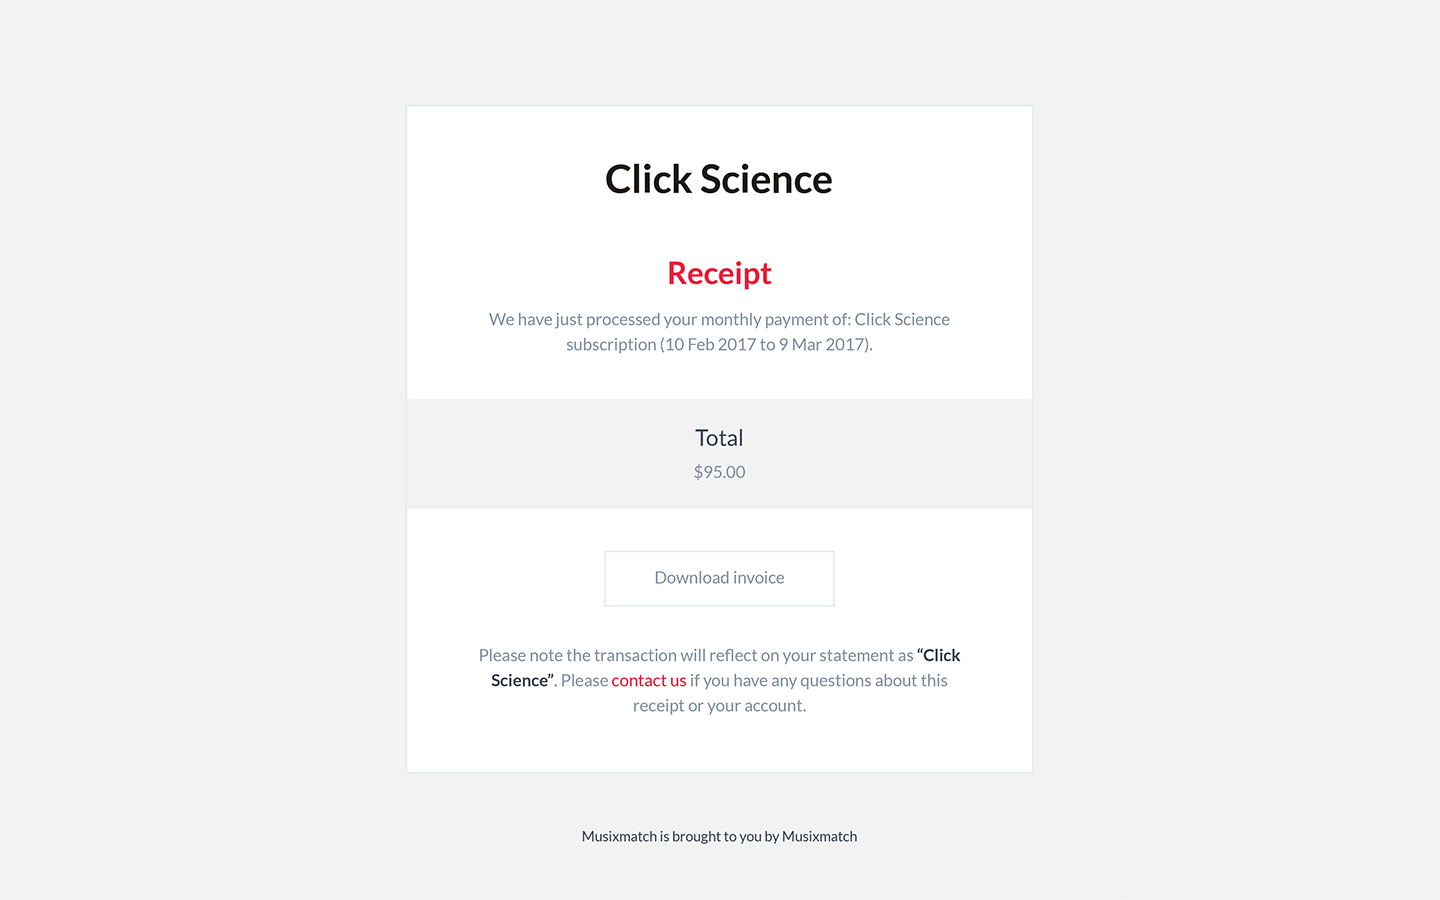 Click Science
Receipt
We have just processed your monthly payment of: Click Science
subscription (10 Feb 2017 to 9 Mar 2017).
Total
$95.00
Download invoice
Please note the transaction will reflect on your statement as “Click
Science”. Please contact us if you have any questions about this
receipt or your account.
Musixmatch is brought to you by Musixmatch